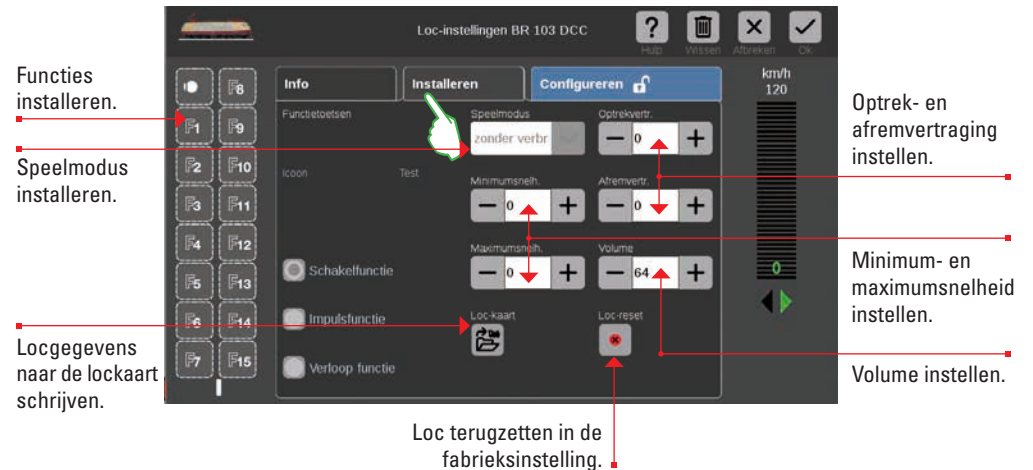 Loc-instellingen BR 103 DCC
Hulp
Wissen
Afbreken
Ok
Functies
installeren.
Speelmodus
installeren.
Locgegevens
naar de lockaart
schrijven.
F8
F1
F9
F2
F10
F3
F11
F4
F12
F5
F13
F6
F14
F7
F15
Info
Installeren
Configureren
Functietoetsen
Icoon
Test
Schakelfunctie
Impulsfunctie
Verloop functie
Speelmodus
zonder verbr
Optrekvertr.
0
Minimumsnelh.
0
Afremvertr.
0
Maximumsnelh.
0
Volume
64
Loc-kaart
Loc-reset
km/h
120
0
Optrek- en
afremvertraging
instellen.
Minimum- en
maximumsnelheid
instellen.
Volume instellen.
Loc terugzetten in de
fabrieksinstelling.